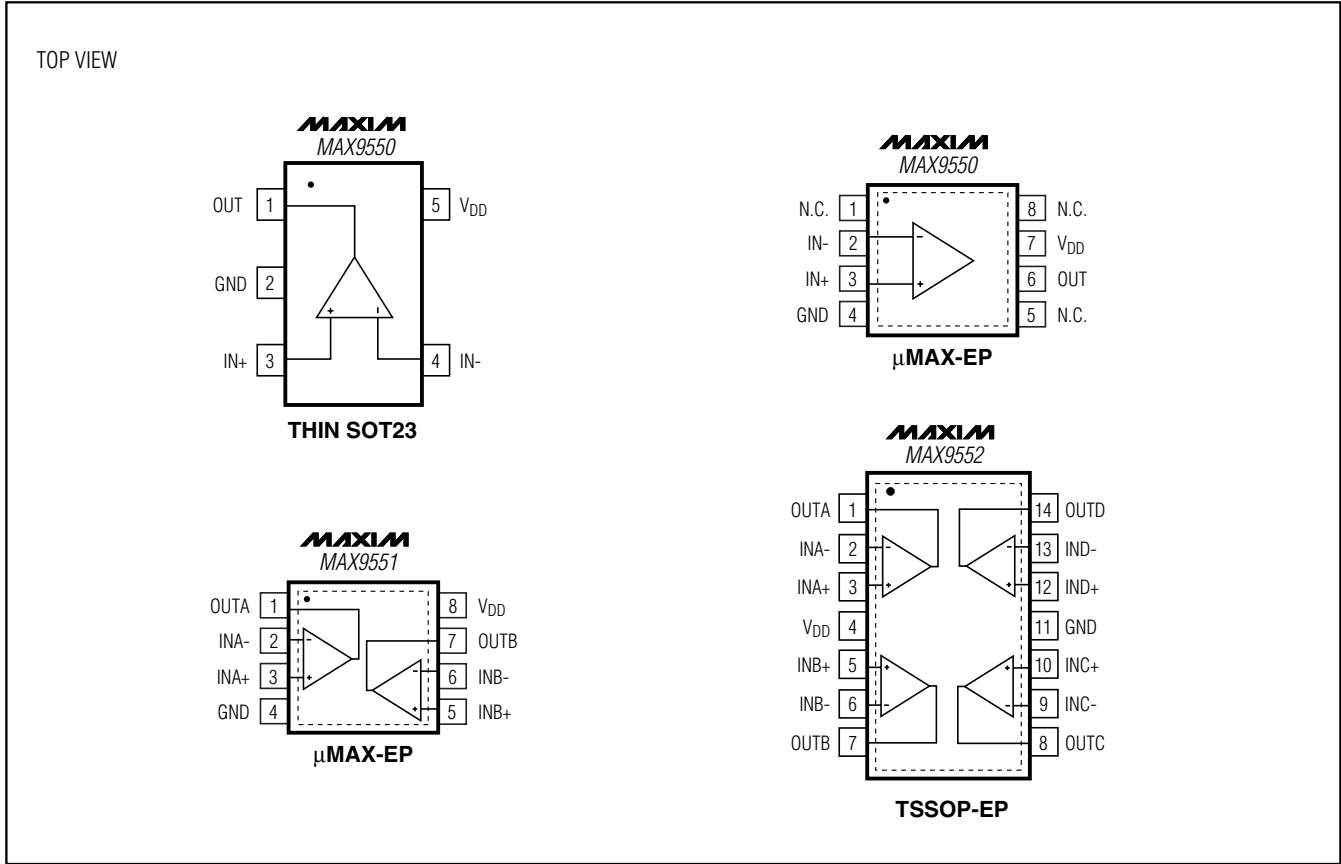 TOP VIEW
MAXIM
MAX9550
OUT 1
5 VDD
GND 2
IN+ 3
+ -
4 IN-
THIN SOT23
MAXIM
MAX9550
N.C. 1
8 N.C.
IN- 2 -
7 VDD
IN+ 3 +
6 OUT
GND 4
5 N.C.
μMAX-EP
MAXIM
MAX9551
OUTA 1
8 VDD
INA- 2 -
7 OUTB
INA+ 3 +
- 6 INB-
GND 4
+ 5 INB+
μMAX-EP
MAXIM
MAX9552
OUTA 1
14 OUTD
INA- 2 -
- 13 IND-
INA+ 3 +
+ 12 IND+
VDD 4
11 GND
INB+ 5 +
+ 10 INC+
INB- 6 -
- 9 INC-
OUTB 7
8 OUTC
TSSOP-EP